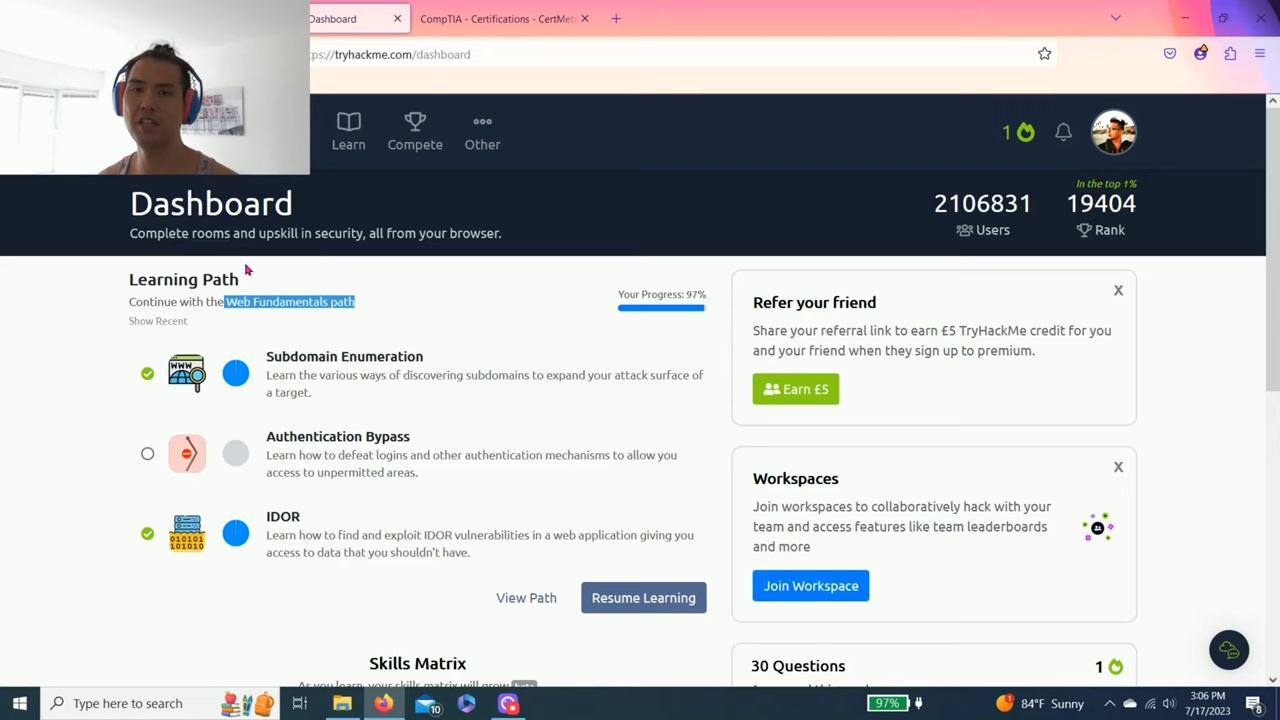 Dashboard
CompTIA - Certifications - CertMet
ps://tryhackme.com/dashboard
Learn
Compete
Other
1
Dashboard
Complete rooms and upskill in security, all from your browser.
2106831
Users
In the top 1%
19404
Rank
Learning Path
Continue with the Web Fundamentals path
Show Recent
Your Progress: 97%
Subdomain Enumeration
Learn the various ways of discovering subdomains to expand your attack surface of
a target.
Authentication Bypass
Learn how to defeat logins and other authentication mechanisms to allow you
access to unpermitted areas.
IDOR
Learn how to find and exploit IDOR vulnerabilities in a web application giving you
access to data that you shouldn't have.
View Path
Resume Learning
Skills Matrix
Refer your friend
X
Share your referral link to earn £5 TryHackMe credit for you
and your friend when they sign up to premium.
Earn £5
Workspaces
X
Join workspaces to collaboratively hack with your
team and access features like team leaderboards
and more
Join Workspace
30 Questions
1
Type here to search
10
97%
84°F Sunny
3:06 PM
7/17/2023
8